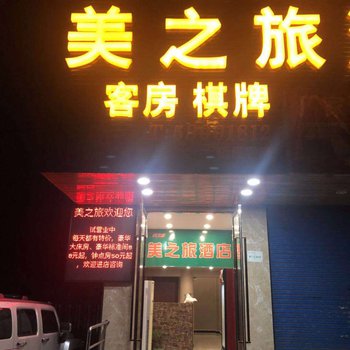 美之旅
客房 棋牌
美之旅欢迎您
试营业中
每天都有特价，豪华
大床房、豪华标准间
元起，钟点房50元起
，欢迎进店咨询
美之旅酒店